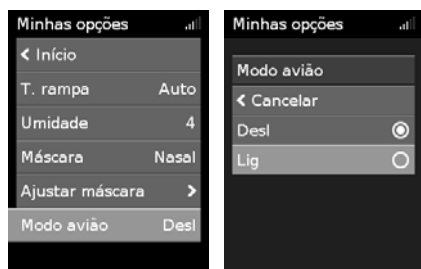 Minhas opções
< Início
T. rampa Auto
Umidade 4
Máscara Nasal
Ajustar máscara >
Modo avião Desl
Minhas opções
Modo avião
< Cancelar
Desl
Lig